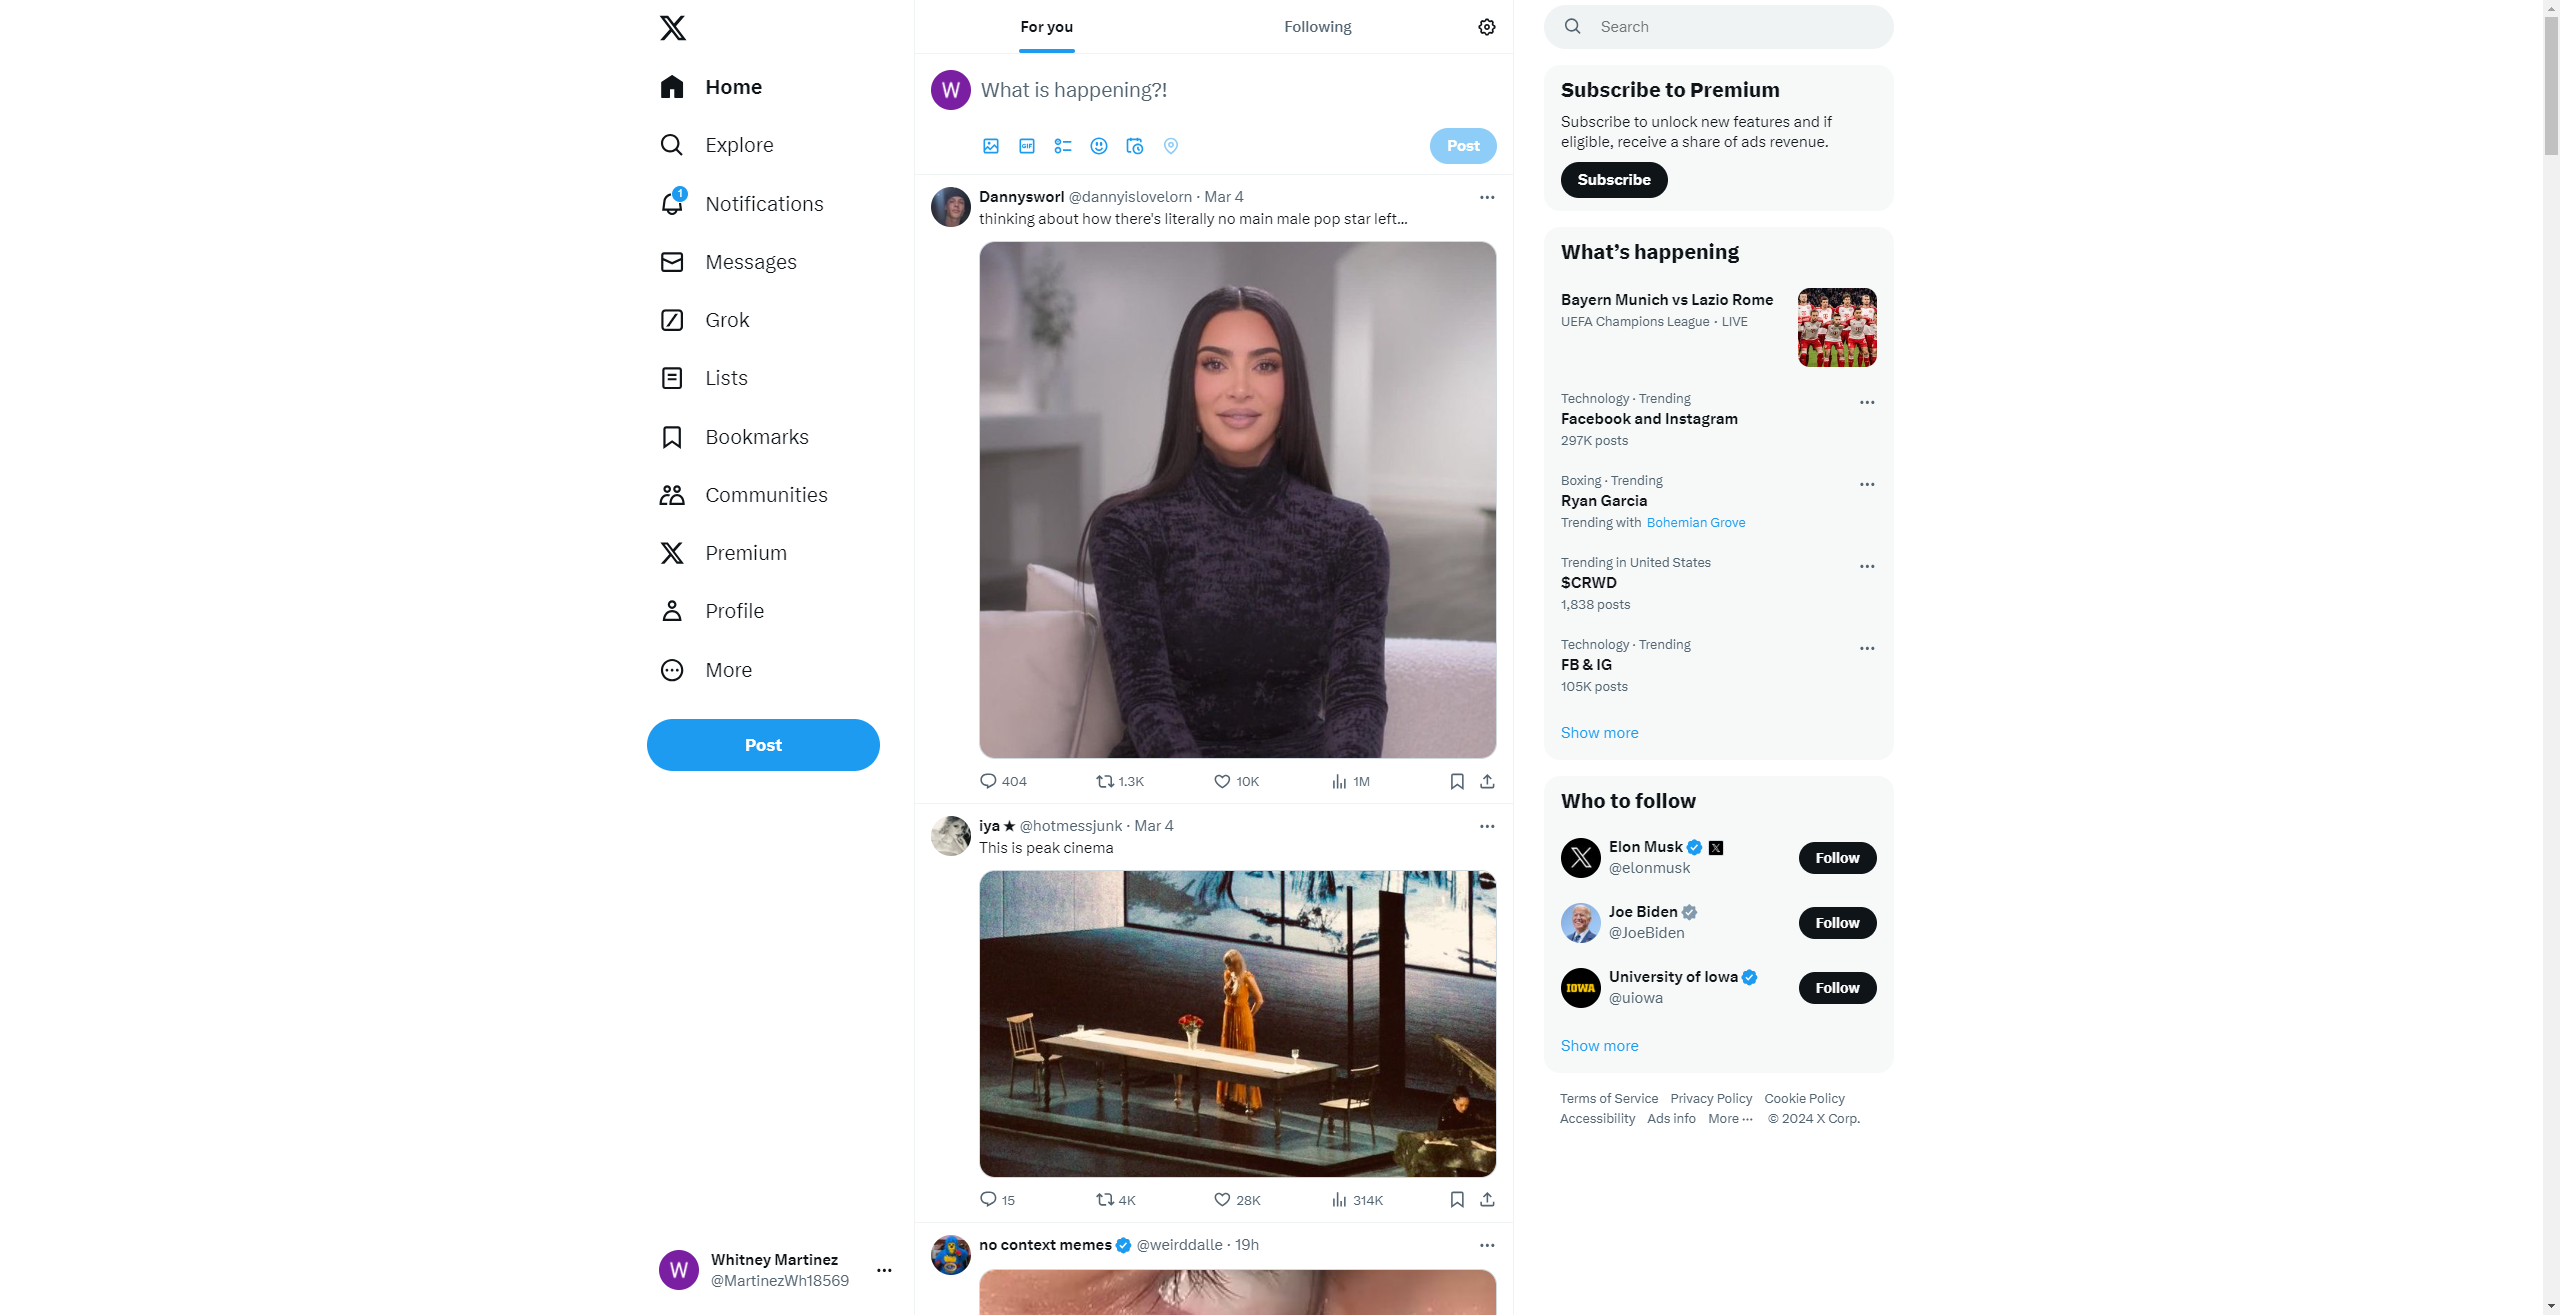 Home
Explore
1
Notifications
Messages
Grok
Lists
Bookmarks
Communities
Premium
Profile
More
Post
W
Whitney Martinez
@MartinezWh18569
For you
Following
W
What is happening?!
GIF
Post
Dannysworl @dannyislovelorn · Mar 4
thinking about how there's literally no main male pop star left...
404
1.3K
10K
1M
iya ★ @hotmessjunk · Mar 4
This is peak cinema
15
4K
28K
314K
no context memes @weirddalle · 19h
Search
Subscribe to Premium
Subscribe to unlock new features and if
eligible, receive a share of ads revenue.
Subscribe
What’s happening
Bayern Munich vs Lazio Rome
UEFA Champions League · LIVE
Technology · Trending
Facebook and Instagram
297K posts
Boxing · Trending
Ryan Garcia
Trending with Bohemian Grove
Trending in United States
$CRWD
1,838 posts
Technology · Trending
FB & IG
105K posts
Show more
Who to follow
Elon Musk
@elonmusk
Follow
Joe Biden
@JoeBiden
Follow
IOWA
University of Iowa
@uiowa
Follow
Show more
Terms of Service Privacy Policy Cookie Policy
Accessibility Ads info More ··· © 2024 X Corp.